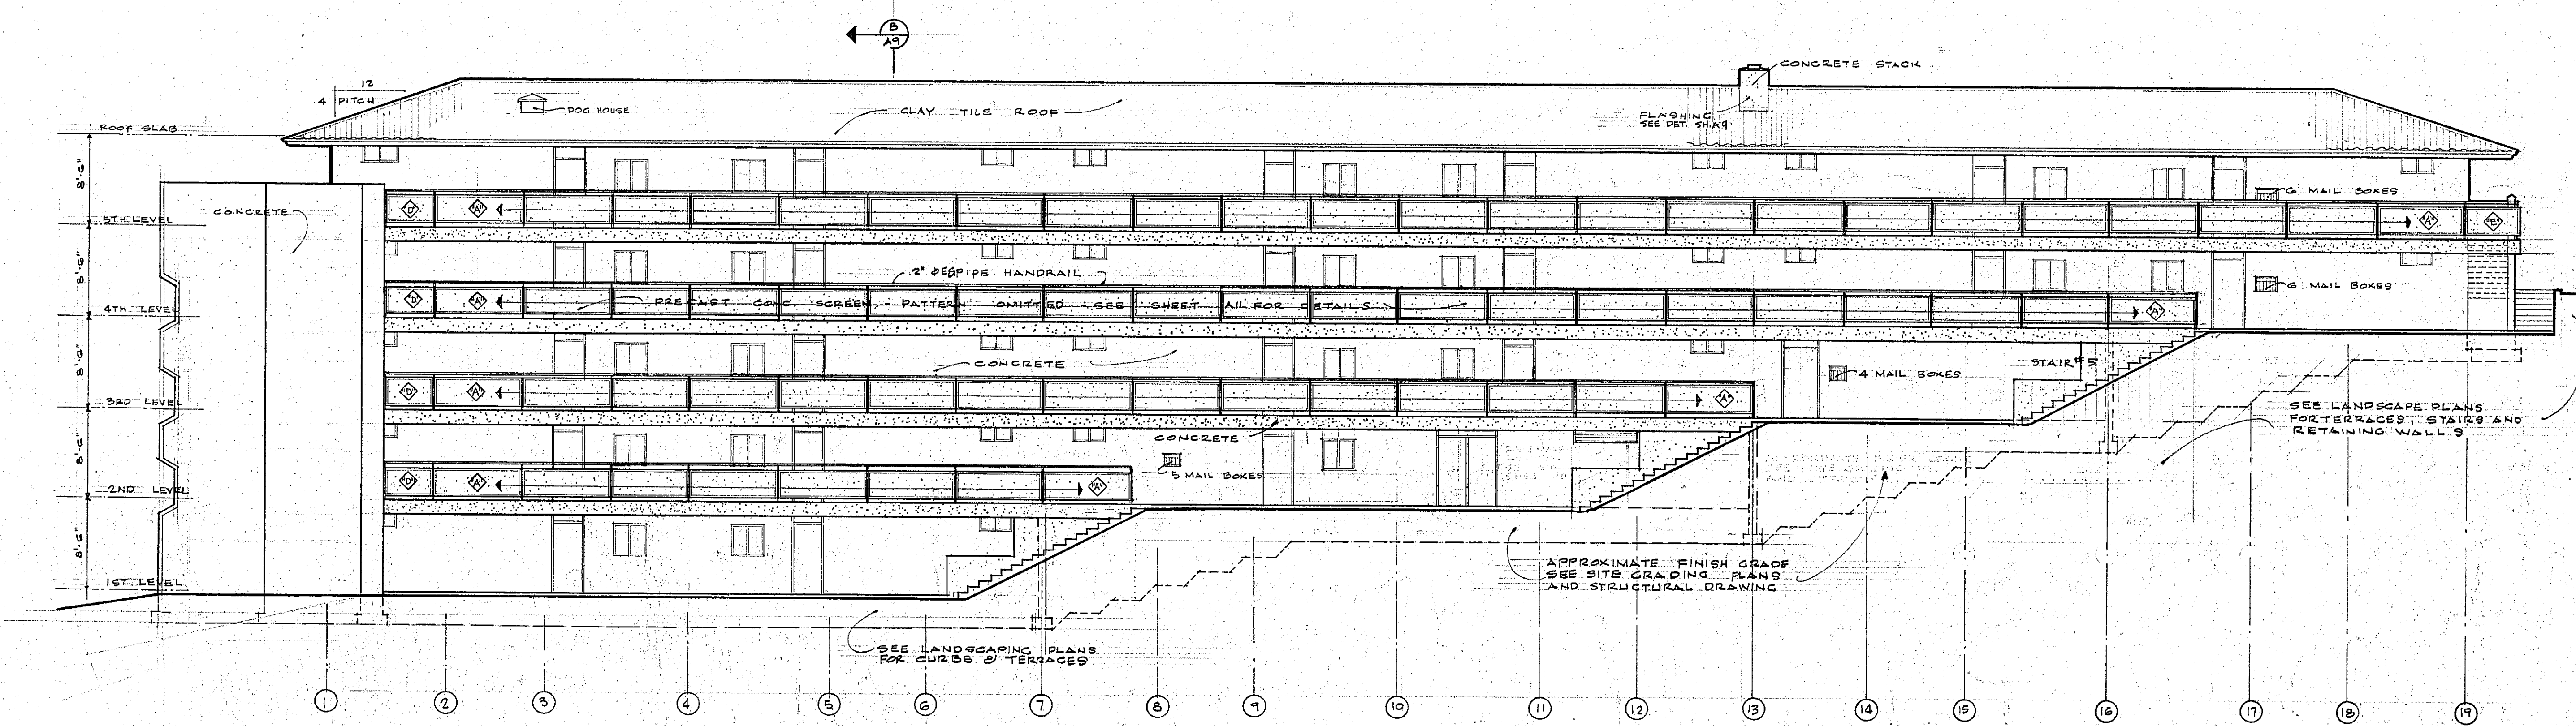 B
A9
CONCRETE STACK
12
4 PITCH
DOG HOUSE
CLAY TILE ROOF
FLASHING
SEE DET. SH.A9
ROOF SLAB
8'-6"
6 MAIL BOXES
CONCRETE
5TH LEVEL
"D" "A" "A" "E"
8'-6"
2" PIPE HANDRAIL
6 MAIL BOXES
"D" "A" PRECAST CONC. SCREEN - PATTERN OMITTED - SEE SHEET A11 FOR DETAILS "A"
4TH LEVEL
8'-6"
CONCRETE
STAIR #5
4 MAIL BOXES
"D" "A" "A"
3RD LEVEL
SEE LANDSCAPE PLANS
FOR TERRACES, STAIRS AND
RETAINING WALLS
8'-6"
CONCRETE
5 MAIL BOXES
"D" "A" "A"
2ND LEVEL
8'-6"
APPROXIMATE FINISH GRADE
SEE SITE GRADING PLANS
AND STRUCTURAL DRAWING
1ST LEVEL
SEE LANDSCAPING PLANS
FOR CURBS & TERRACES
1 2 3 4 5 6 7 8 9 10 11 12 13 14 15 16 17 18 19